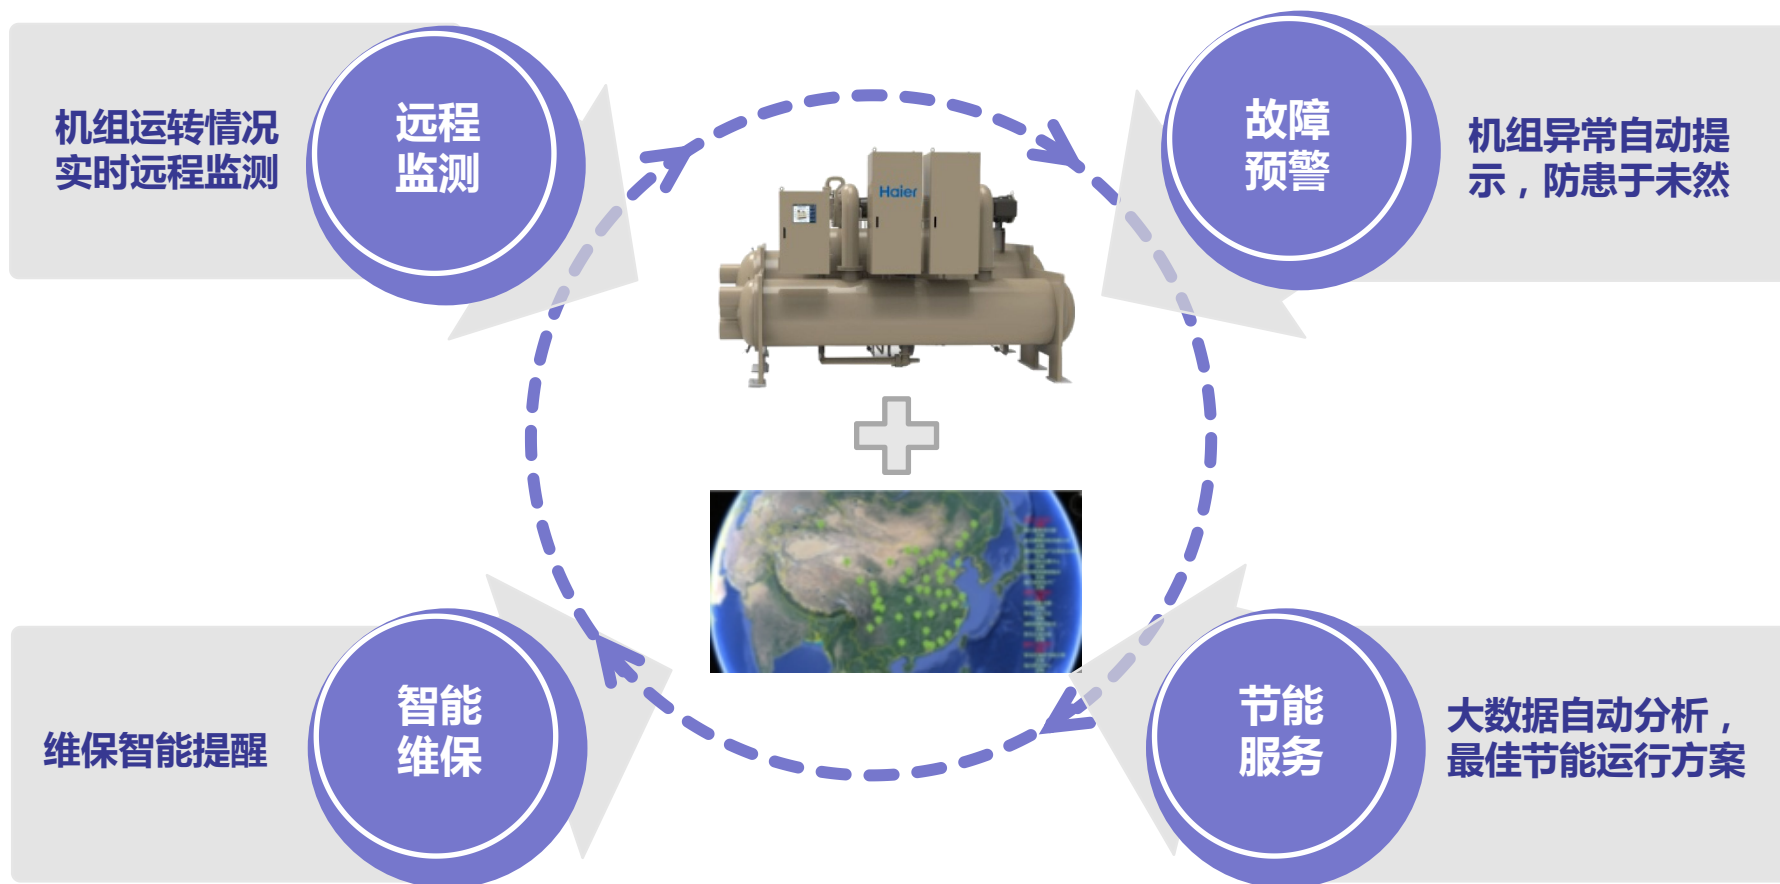 机组运转情况
实时远程监测
远程
监测
故障
预警
机组异常自动提
示，防患于未然
Haier
维保智能提醒
智能
维保
节能
服务
大数据自动分析，
最佳节能运行方案